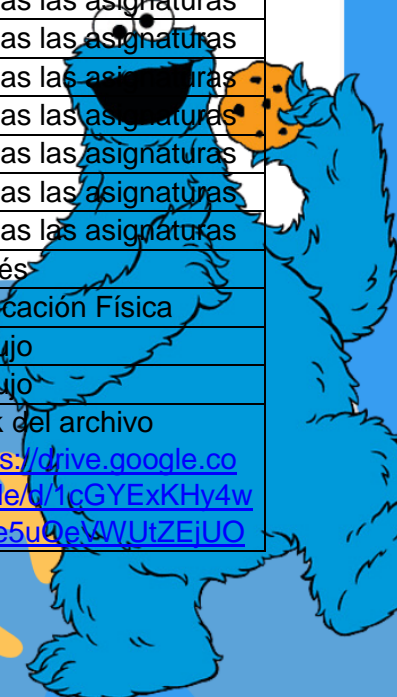 as las asignaturas
as las asignaturas
as las asignaturas
as las asignaturas
as las asignaturas
as las asignaturas
as las asignaturas
és
cación Física
ujo
ujo
k del archivo
s://drive.google.co
le/d/1cGYExKHy4w
e5uQeVWUtZEjUO